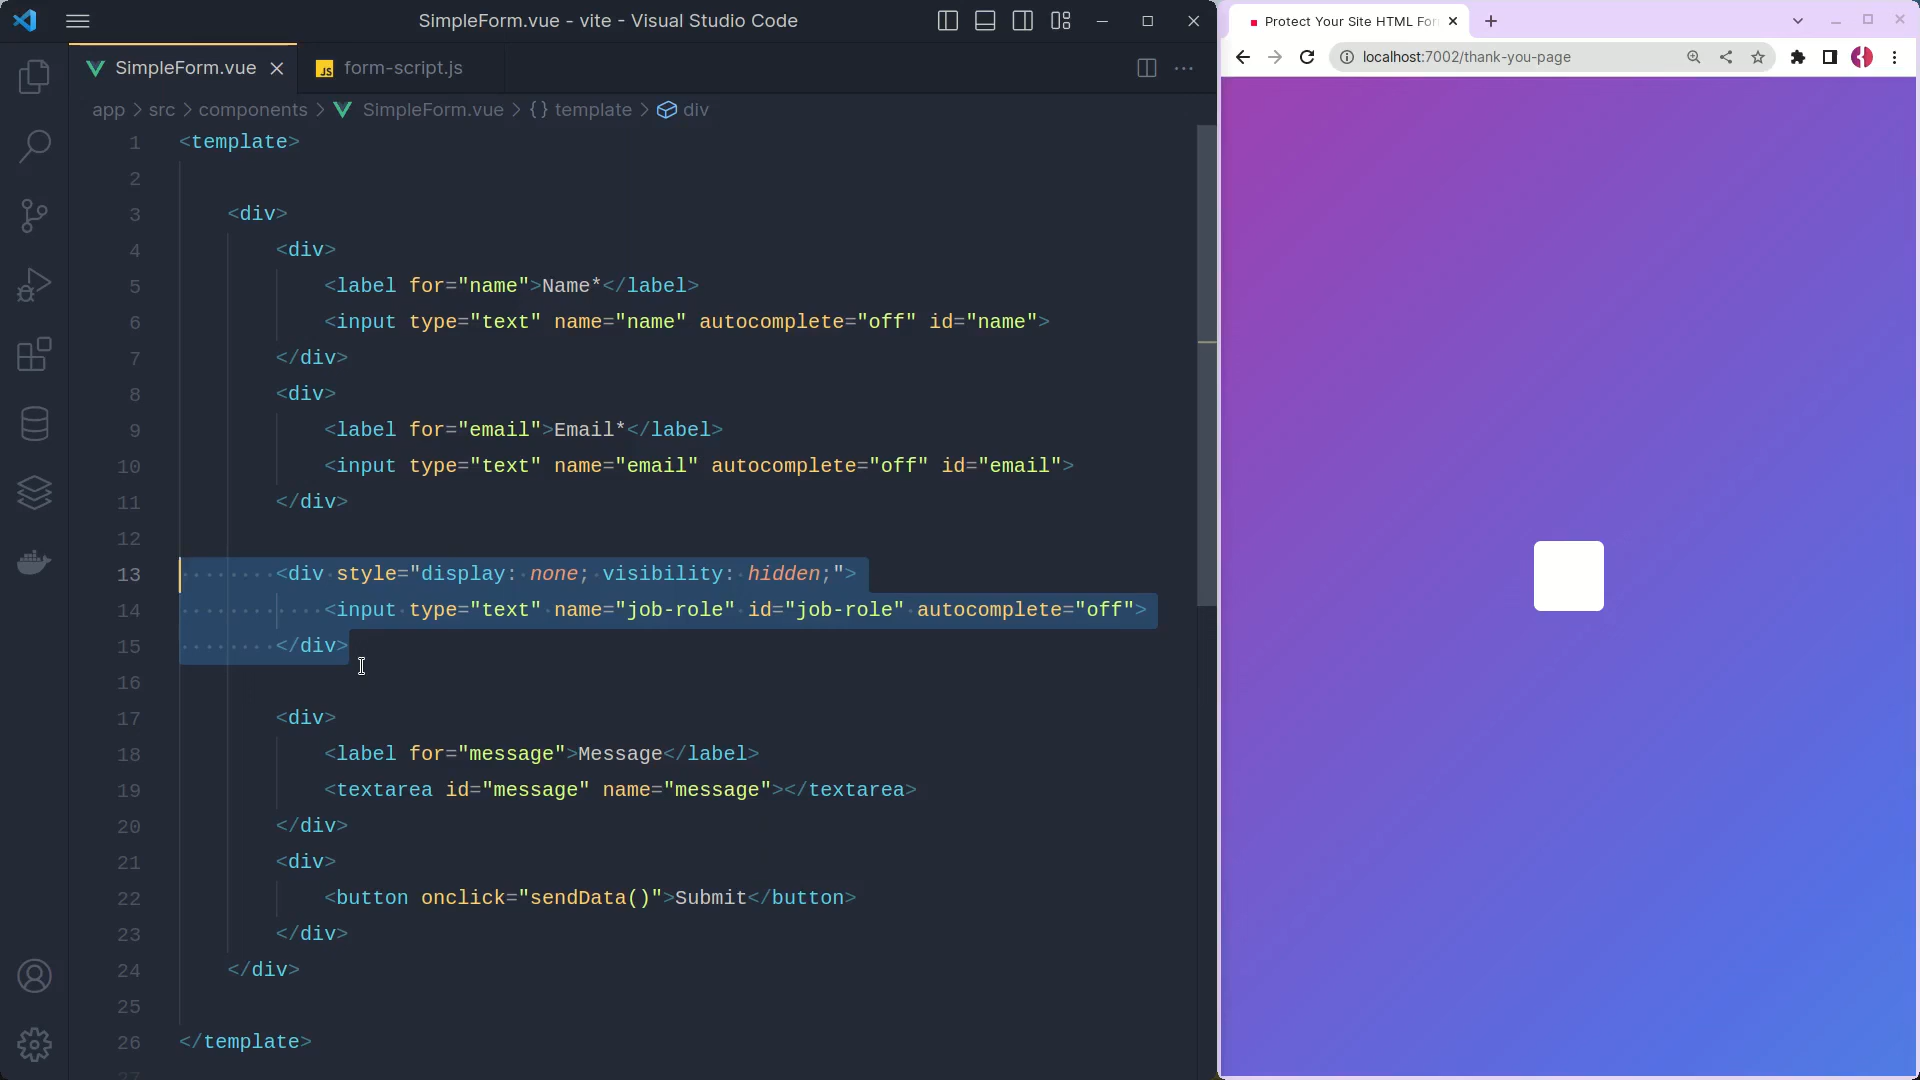 SimpleForm.vue - vite - Visual Studio Code
SimpleForm.vue
JS form-script.js
app > src > components > SimpleForm.vue > {} template > div
1 <template>
2
3 <div>
4 <div>
5 <label for="name">Name*</label>
6 <input type="text" name="name" autocomplete="off" id="name">
7 </div>
8 <div>
9 <label for="email">Email*</label>
10 <input type="text" name="email" autocomplete="off" id="email">
11 </div>
12
13 <div style="display: none; visibility: hidden;">
14 <input type="text" name="job-role" id="job-role" autocomplete="off">
15 </div>
16
17 <div>
18 <label for="message">Message</label>
19 <textarea id="message" name="message"></textarea>
20 </div>
21 <div>
22 <button onclick="sendData()">Submit</button>
23 </div>
24 </div>
25
26 </template>
27
Protect Your Site HTML For
localhost:7002/thank-you-page